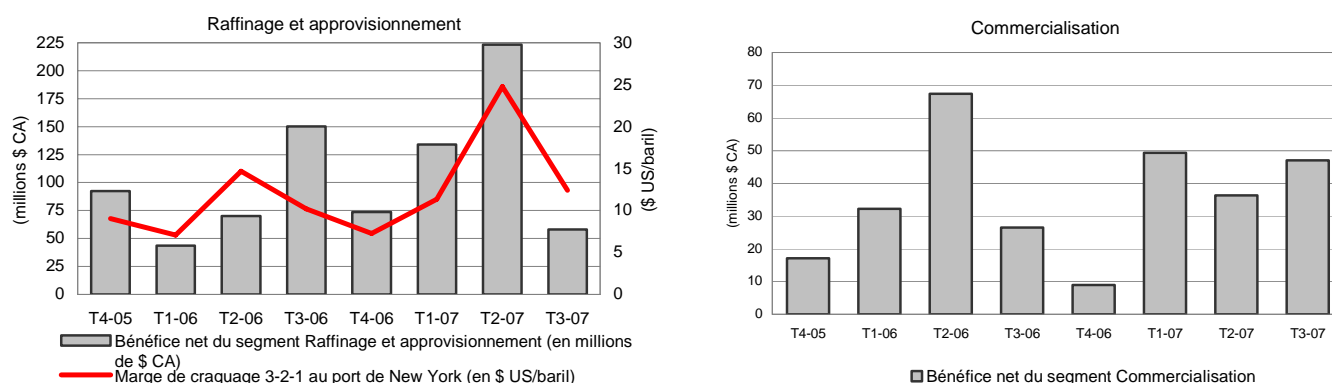 Raffinage et approvisionnement
225
200
175
150
125
100
75
50
25
0
(millions $ CA)
30
25
20
15
10
5
0
($ US/baril)
T4-05 T1-06 T2-06 T3-06 T4-06 T1-07 T2-07 T3-07
Bénéfice net du segment Raffinage et approvisionnement (en millions
de $ CA)
Marge de craquage 3-2-1 au port de New York (en $ US/baril)
Commercialisation
80
70
60
50
40
30
20
10
0
(millions $ CA)
T4-05 T1-06 T2-06 T3-06 T4-06 T1-07 T2-07 T3-07
Bénéfice net du segment Commercialisation